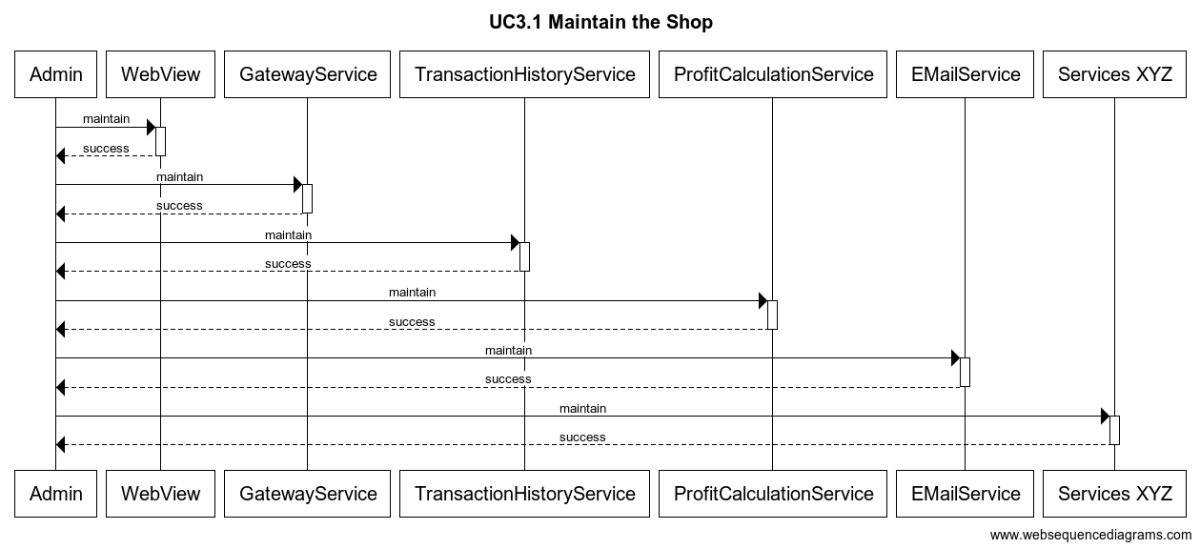 UC3.1 Maintain the Shop
Admin WebView GatewayService TransactionHistoryService ProfitCalculationService EMailService Services XYZ
maintain
success
maintain
success
maintain
success
maintain
success
maintain
success
maintain
success
Admin WebView GatewayService TransactionHistoryService ProfitCalculationService EMailService Services XYZ
www.websequencediagrams.com